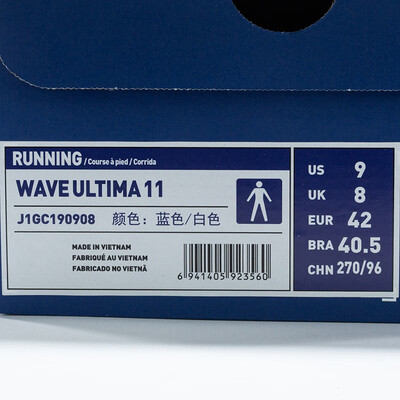 RUNNING / Course à pied / Corrida
WAVE ULTIMA 11
J1GC190908 颜色：蓝色/白色
MADE IN VIETNAM
FABRIQUÉ AU VIETNAM
FABRICADO NO VIETNÃ
6 941405 923560
US 9
UK 8
EUR 42
BRA 40.5
CHN 270/96